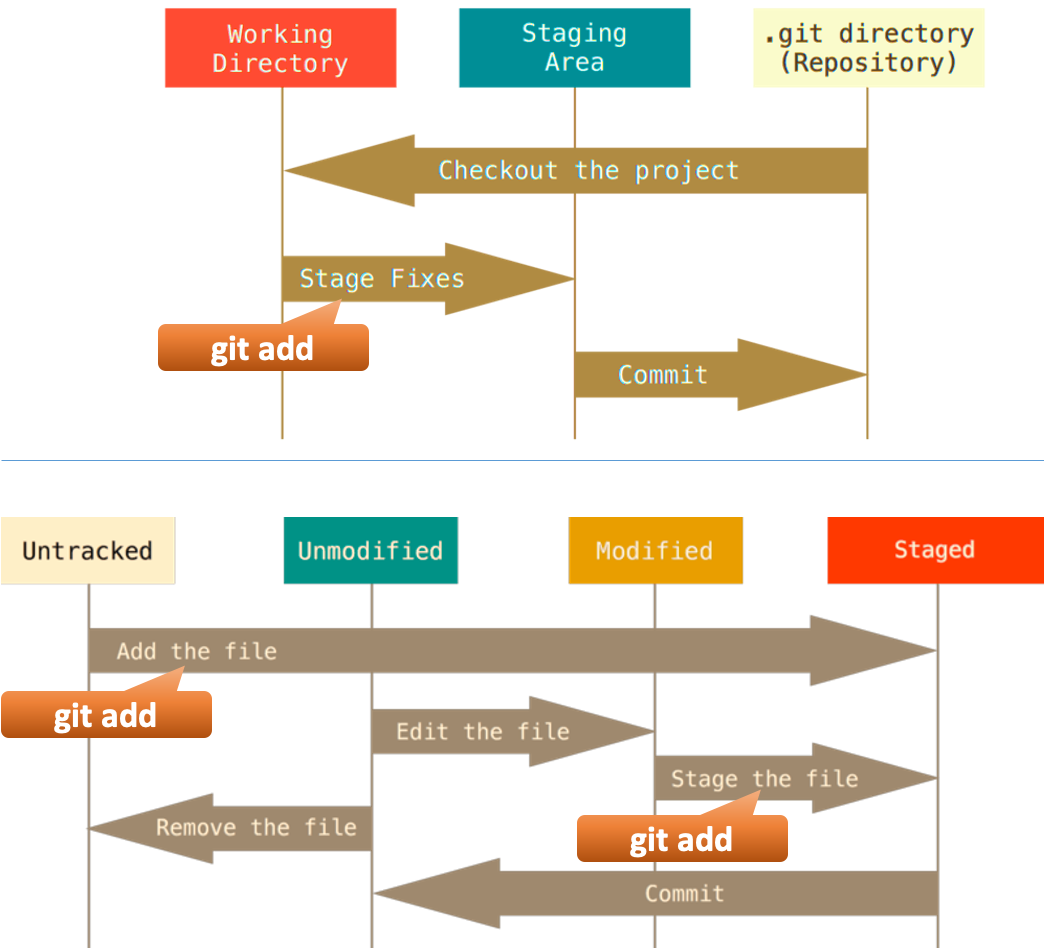 Working
Directory
Staging
Area
.git directory
(Repository)
Checkout the project
Stage Fixes
git add
Commit
Untracked
Unmodified
Modified
Staged
Add the file
git add
Edit the file
Stage the file
Remove the file
git add
Commit